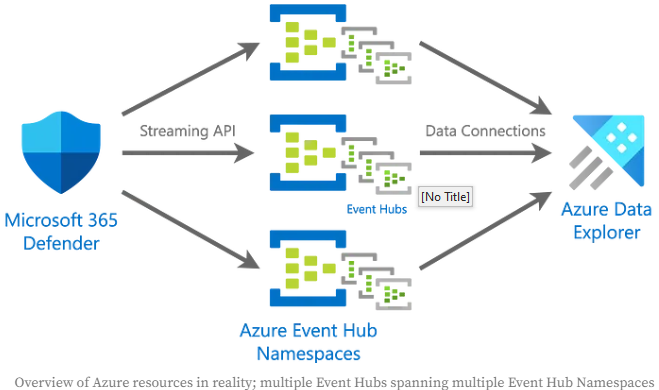 Streaming API
Data Connections
Event Hubs
[No Title]
Microsoft 365
Defender
Azure Data
Explorer
Azure Event Hub
Namespaces
Overview of Azure resources in reality; multiple Event Hubs spanning multiple Event Hub Namespaces